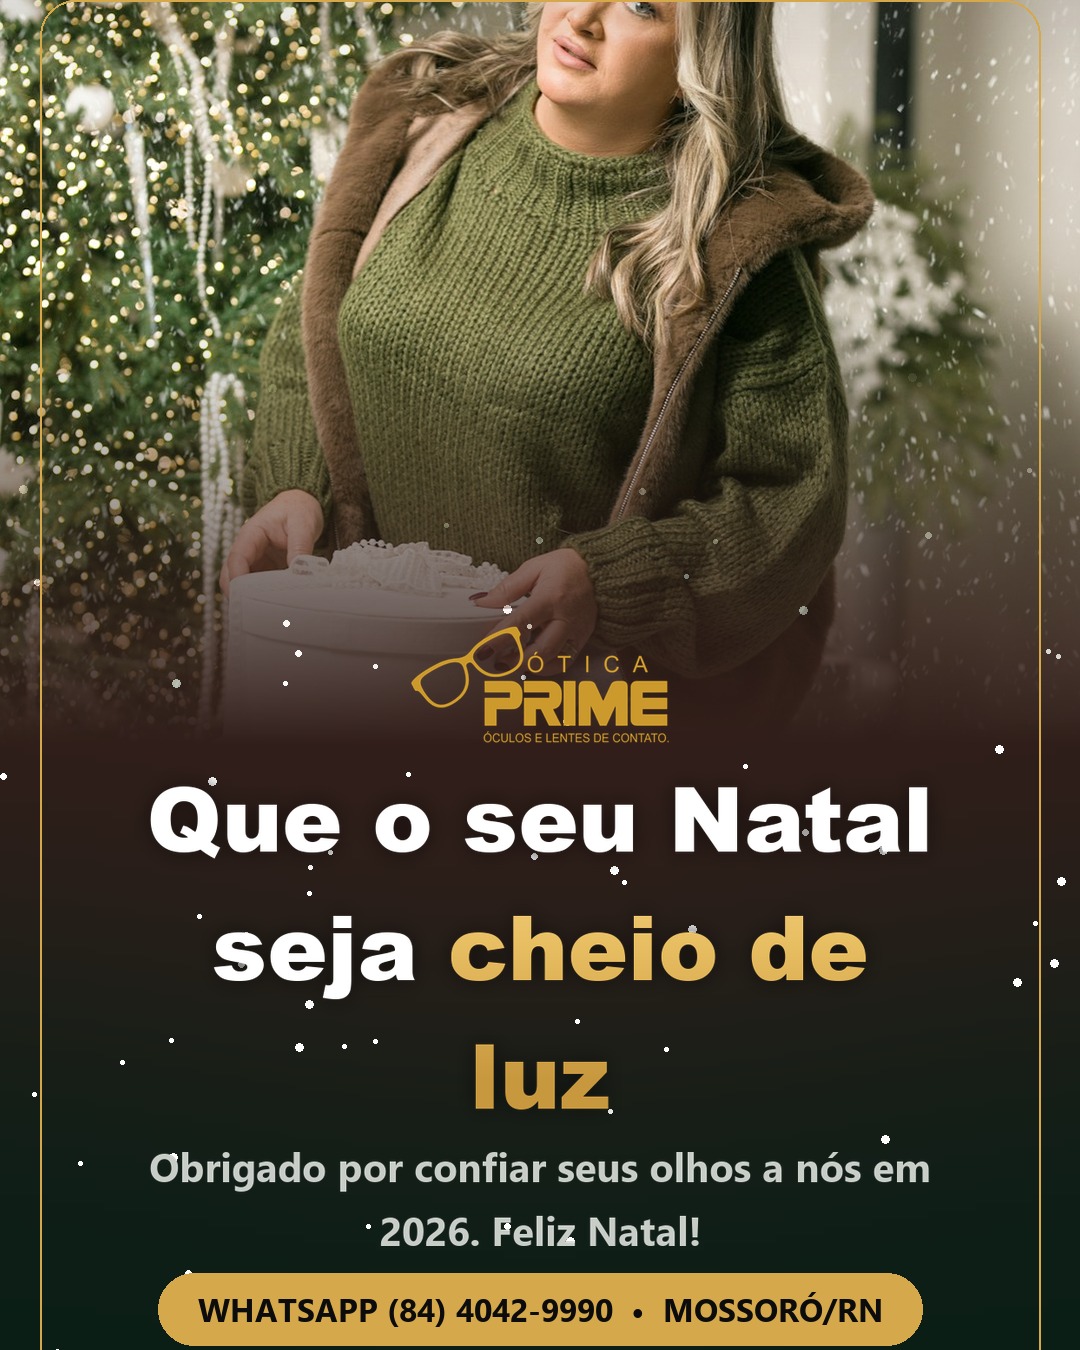 ÓTICA
PRIME
ÓCULOS E LENTES DE CONTATO.
Que o seu Natal
seja cheio de
luz
Obrigado por confiar seus olhos a nós em
2026. Feliz Natal!
WHATSAPP (84) 4042-9990 • MOSSORÓ/RN